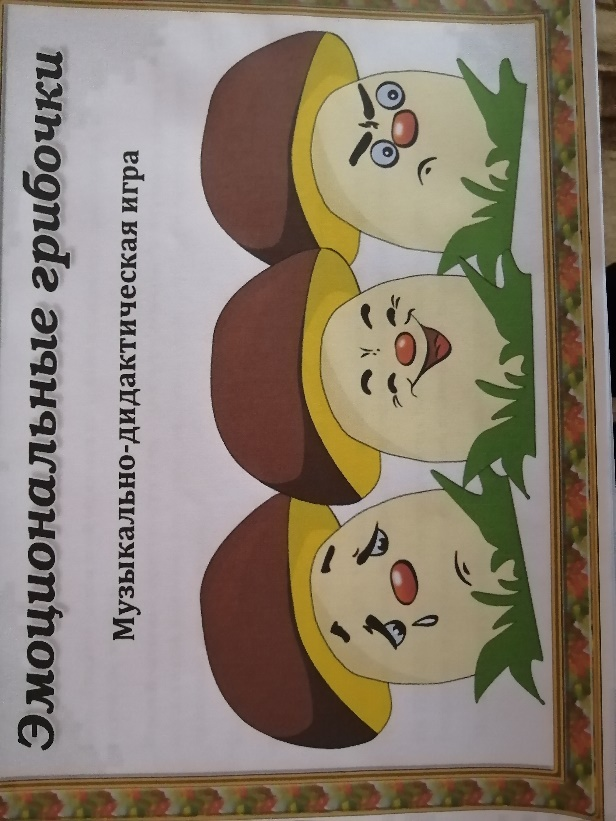 Эмоциональные грибочки
Музыкально-дидактическая игра